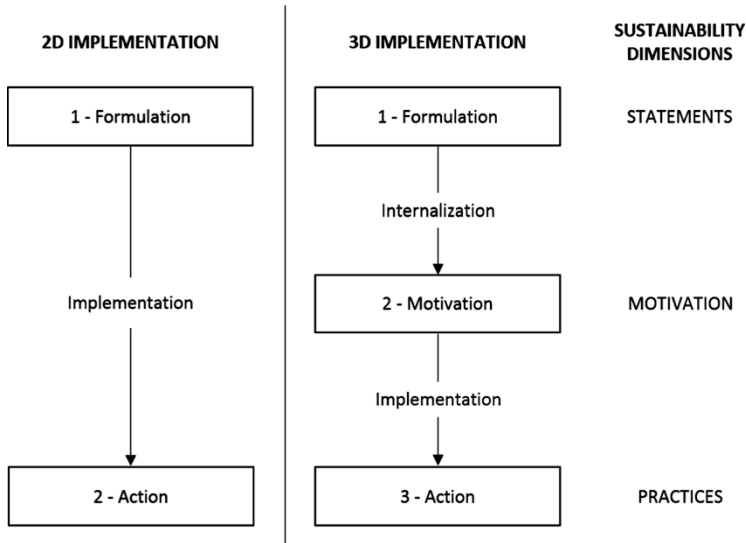 2D IMPLEMENTATION
3D IMPLEMENTATION
SUSTAINABILITY
DIMENSIONS
1 - Formulation
1 - Formulation
STATEMENTS
Internalization
Implementation
2 - Motivation
MOTIVATION
Implementation
2 - Action
3 - Action
PRACTICES